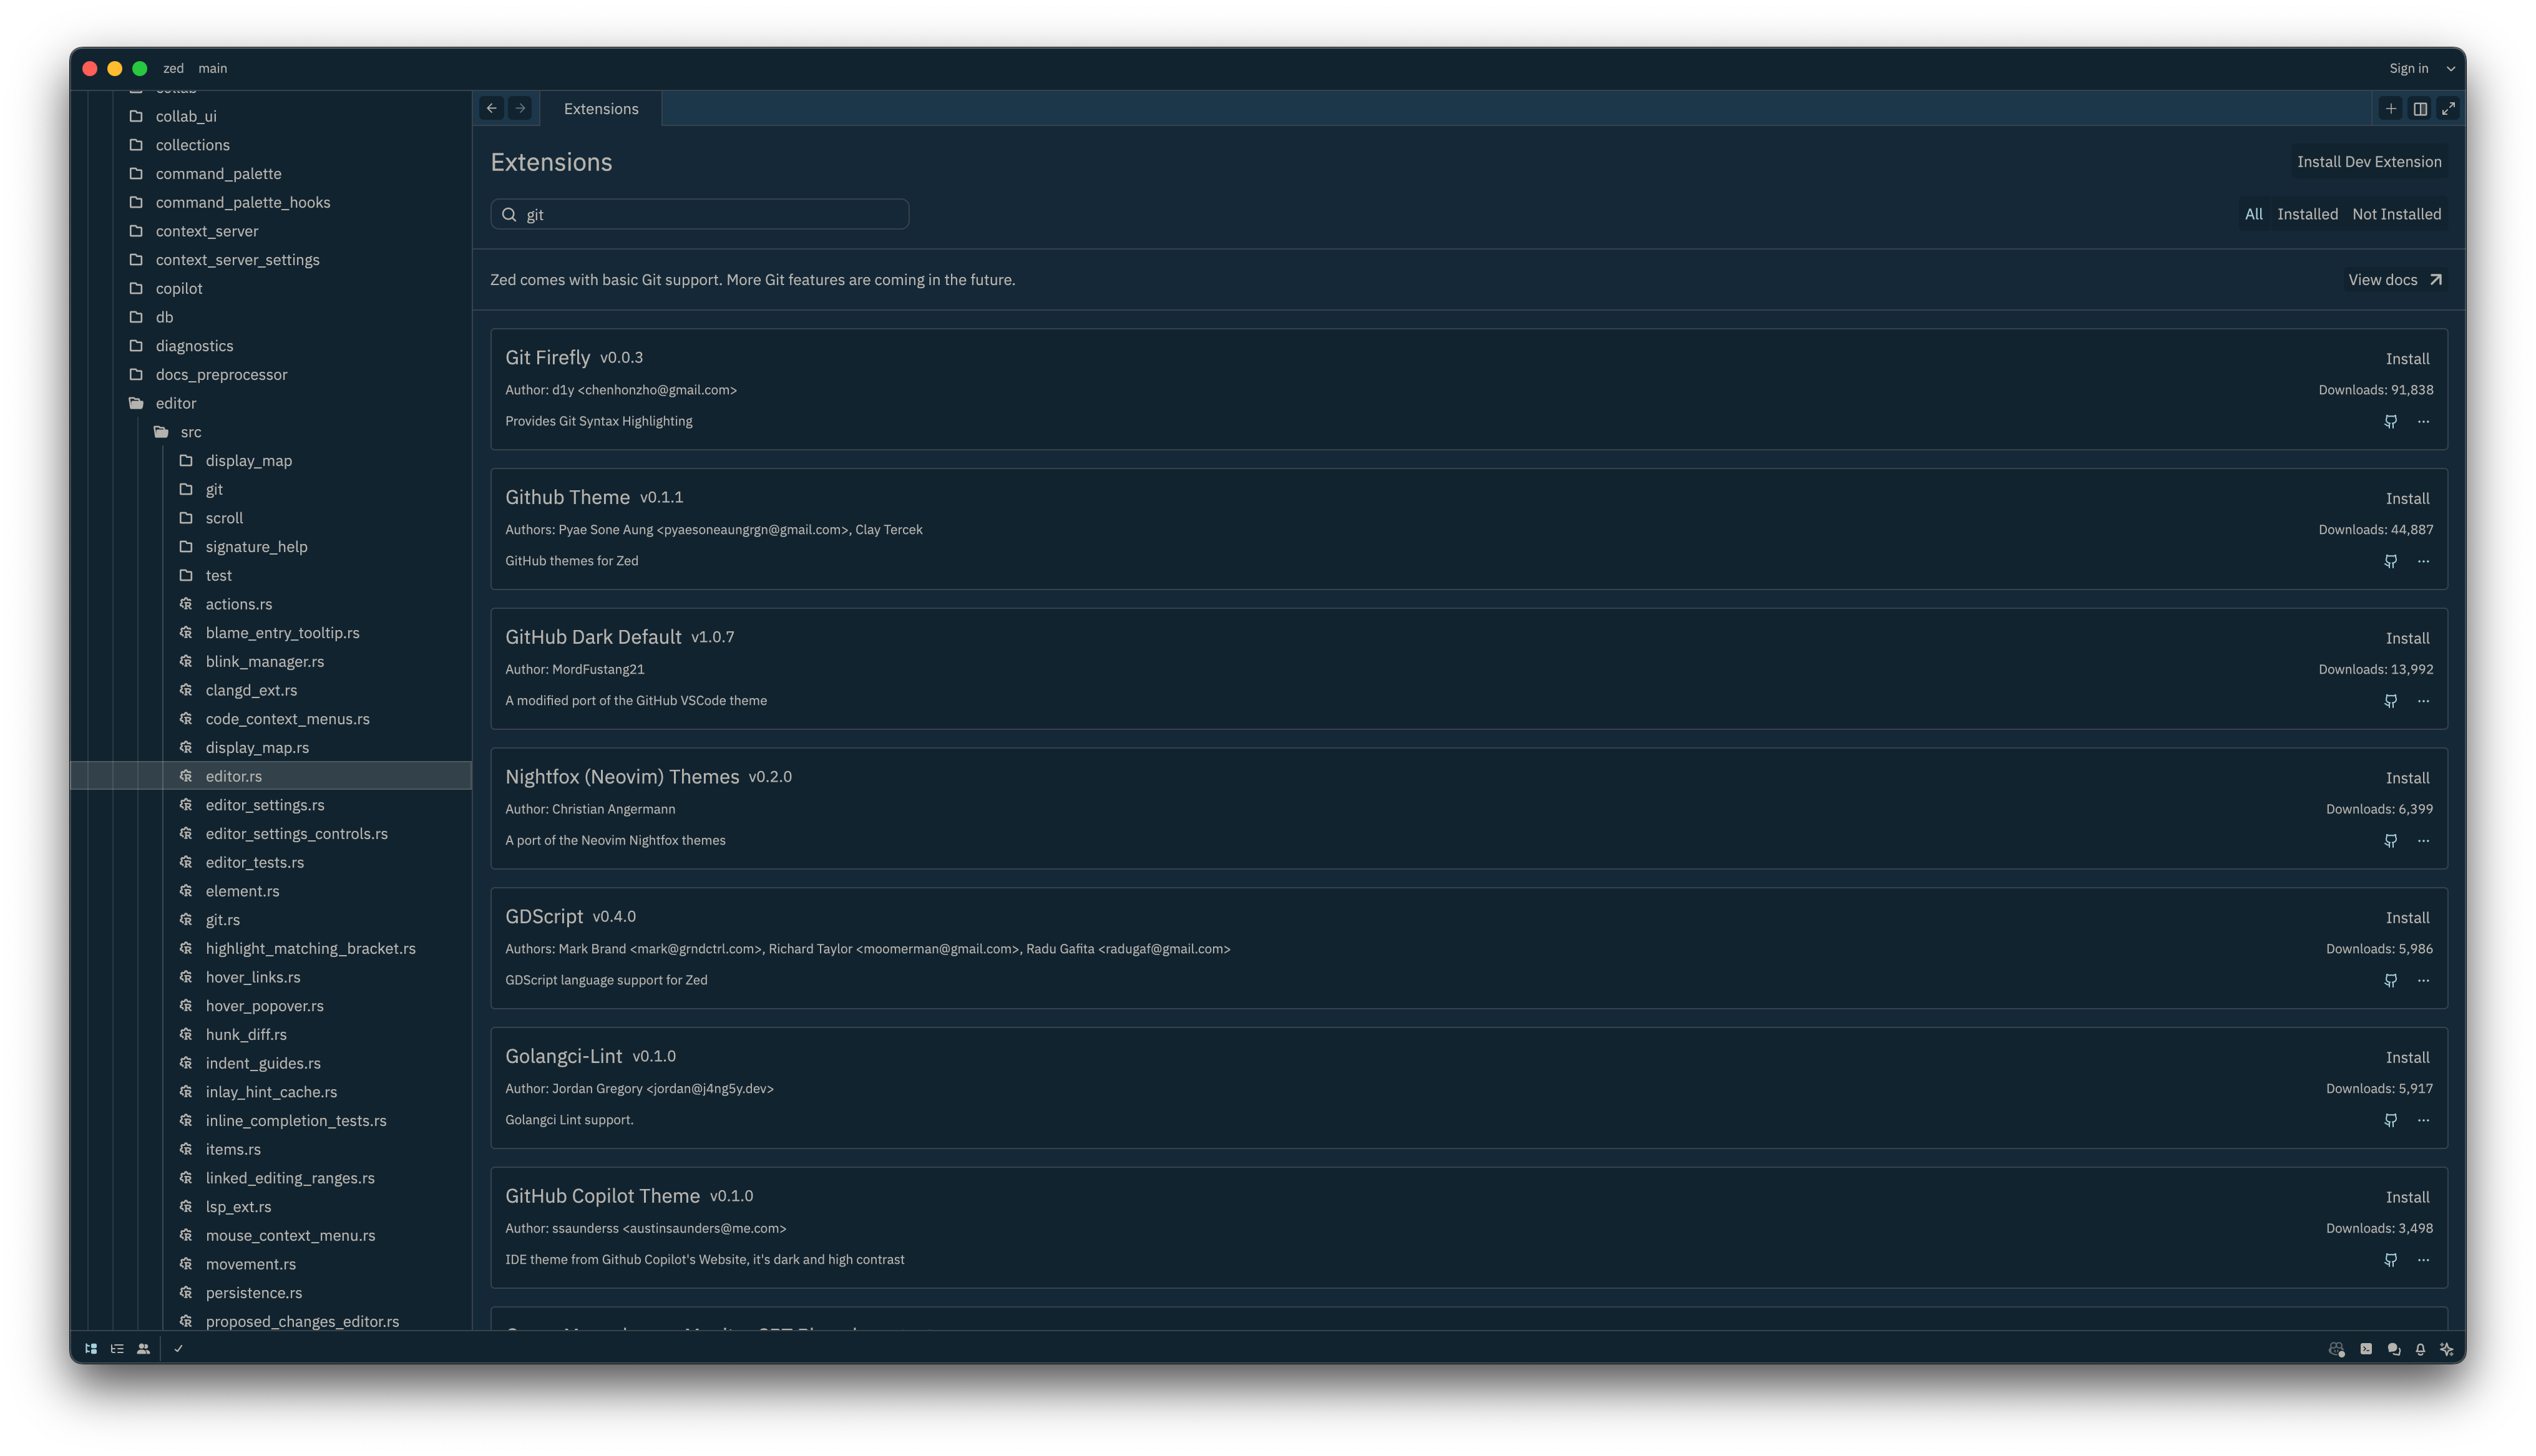 zed main
Sign in
collab
collab_ui
collections
command_palette
command_palette_hooks
context_server
context_server_settings
copilot
db
diagnostics
docs_preprocessor
editor
src
display_map
git
scroll
signature_help
test
actions.rs
blame_entry_tooltip.rs
blink_manager.rs
clangd_ext.rs
code_context_menus.rs
display_map.rs
editor.rs
editor_settings.rs
editor_settings_controls.rs
editor_tests.rs
element.rs
git.rs
highlight_matching_bracket.rs
hover_links.rs
hover_popover.rs
hunk_diff.rs
indent_guides.rs
inlay_hint_cache.rs
inline_completion_tests.rs
items.rs
linked_editing_ranges.rs
lsp_ext.rs
mouse_context_menu.rs
movement.rs
persistence.rs
proposed_changes_editor.rs
Extensions
Extensions
Install Dev Extension
git
All Installed Not Installed
Zed comes with basic Git support. More Git features are coming in the future.
View docs
Git Firefly v0.0.3
Install
Author: d1y <chenhonzho@gmail.com>
Downloads: 91,838
Provides Git Syntax Highlighting
Github Theme v0.1.1
Install
Authors: Pyae Sone Aung <pyaesoneaungrgn@gmail.com>, Clay Tercek
Downloads: 44,887
GitHub themes for Zed
GitHub Dark Default v1.0.7
Install
Author: MordFustang21
Downloads: 13,992
A modified port of the GitHub VSCode theme
Nightfox (Neovim) Themes v0.2.0
Install
Author: Christian Angermann
Downloads: 6,399
A port of the Neovim Nightfox themes
GDScript v0.4.0
Install
Authors: Mark Brand <mark@grndctrl.com>, Richard Taylor <moomerman@gmail.com>, Radu Gafita <radugaf@gmail.com>
Downloads: 5,986
GDScript language support for Zed
Golangci-Lint v0.1.0
Install
Author: Jordan Gregory <jordan@j4ng5y.dev>
Downloads: 5,917
Golangci Lint support.
GitHub Copilot Theme v0.1.0
Install
Author: ssaunderss <austinsaunders@me.com>
Downloads: 3,498
IDE theme from Github Copilot's Website, it's dark and high contrast